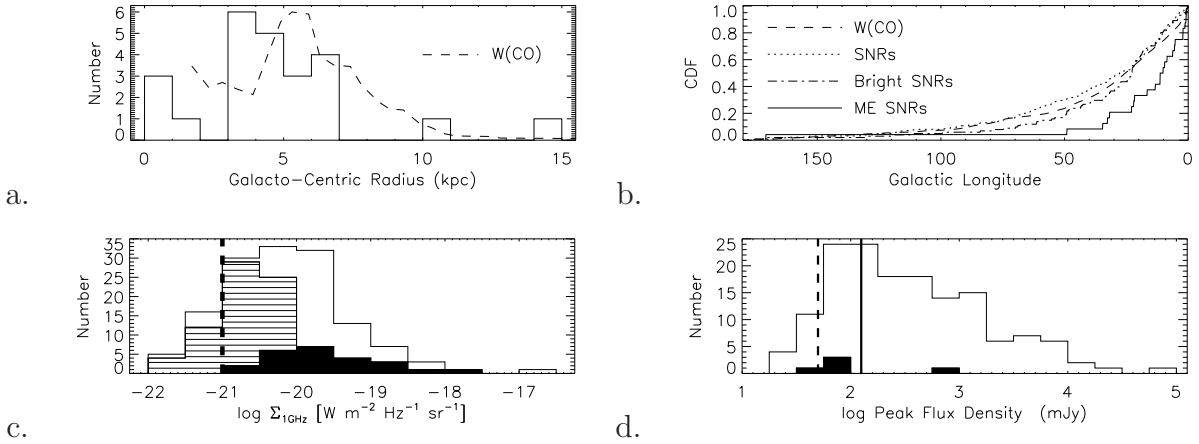 6
5
4
3
2
1
0
Number
W(CO)
0 5 10 15
Galacto-Centric Radius (kpc)
a.
1.0
0.8
0.6
0.4
0.2
0.0
CDF
W(CO)
SNRs
Bright SNRs
ME SNRs
150 100 50 0
Galactic Longitude
b.
35
30
25
20
15
10
5
0
Number
-22 -21 -20 -19 -18 -17
log Σ1GHz [W m⁻² Hz⁻¹ sr⁻¹]
c.
25
20
15
10
5
0
Number
1 2 3 4 5
log Peak Flux Density (mJy)
d.